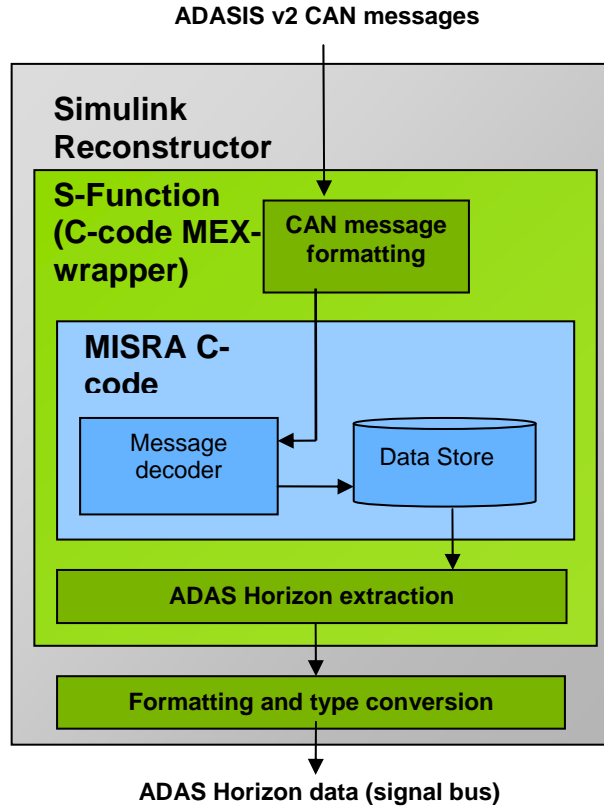 ADASIS v2 CAN messages
Simulink
Reconstructor
S-Function
(C-code MEX-
wrapper)
CAN message
formatting
MISRA C-
code
Message
decoder
Data Store
ADAS Horizon extraction
Formatting and type conversion
ADAS Horizon data (signal bus)